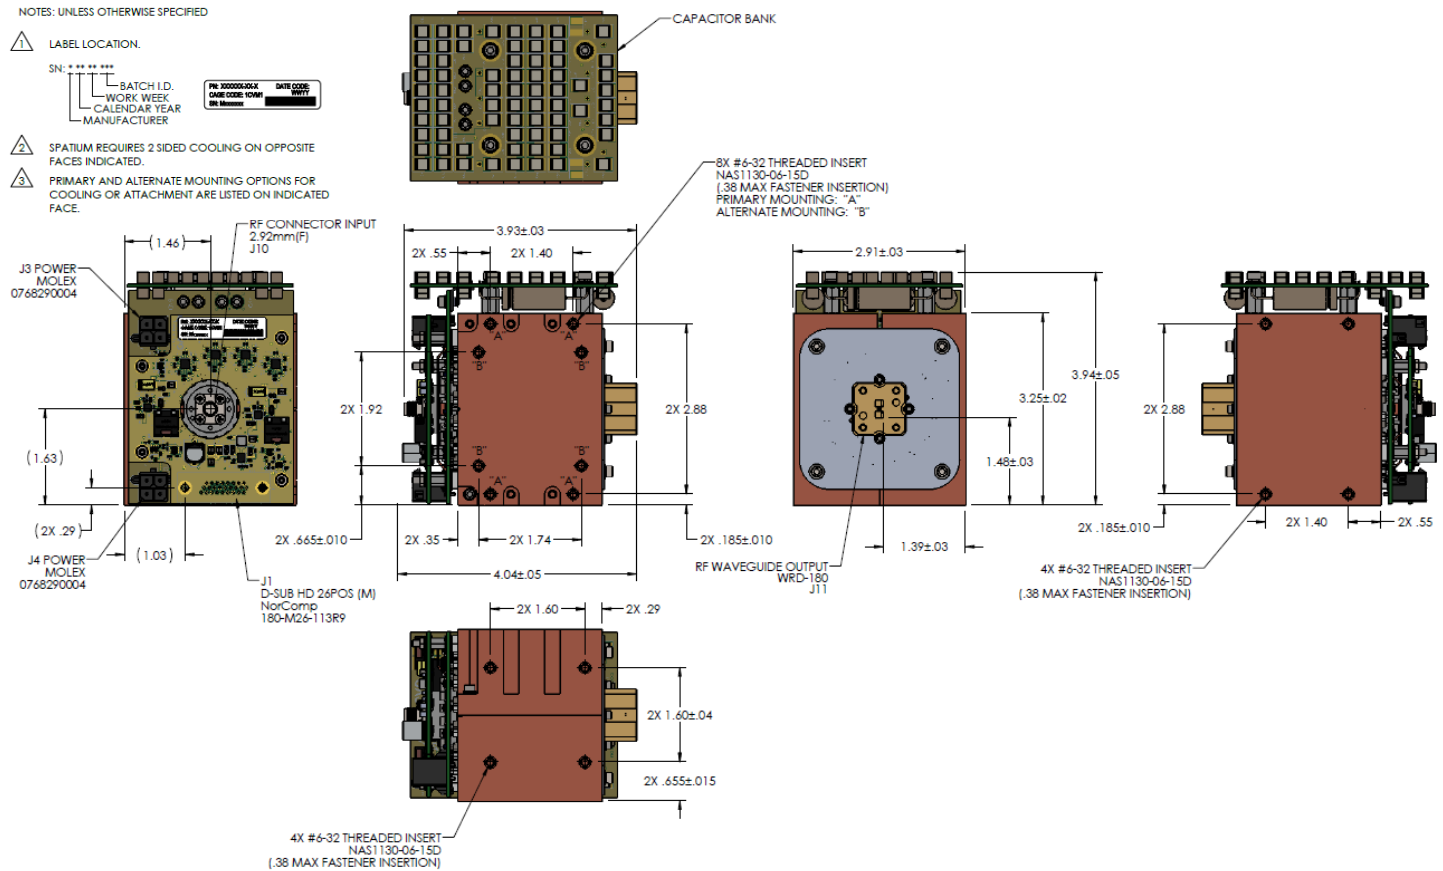 NOTES: UNLESS OTHERWISE SPECIFIED
1 LABEL LOCATION.
SN: * ** ** ***
BATCH I.D.
WORK WEEK
CALENDAR YEAR
MANUFACTURER
DATE CODE:
WWYY
CAGE CODE: 1CVM1
2 SPATIUM REQUIRES 2 SIDED COOLING ON OPPOSITE
FACES INDICATED.
3 PRIMARY AND ALTERNATE MOUNTING OPTIONS FOR
COOLING OR ATTACHMENT ARE LISTED ON INDICATED
FACE.
CAPACITOR BANK
8X #6-32 THREADED INSERT
NAS1130-06-15D
(.38 MAX FASTENER INSERTION)
PRIMARY MOUNTING: "A"
ALTERNATE MOUNTING: "B"
RF CONNECTOR INPUT
2.92mm(F)
J10
(1.46)
J3 POWER
MOLEX
0768290004
(1.63)
(2X .29)
(1.03)
J4 POWER
MOLEX
0768290004
J1
D-SUB HD 26POS (M)
NorComp
180-M26-113R9
3.93±.03
2X .55
2X 1.40
"A"
"A"
"B"
"B"
2X 1.92
2X 2.88
"B"
"B"
"A"
"A"
2X .665±.010
2X .35
2X 1.74
2X .185±.010
4.04±.05
2.91±.03
3.94±.05
3.25±.02
1.48±.03
1.39±.03
RF WAVEGUIDE OUTPUT
WRD-180
J11
2X 2.88
2X .185±.010
2X 1.40
2X .55
4X #6-32 THREADED INSERT
NAS1130-06-15D
(.38 MAX FASTENER INSERTION)
2X 1.60
2X .29
2X 1.60±.04
2X .655±.015
4X #6-32 THREADED INSERT
NAS1130-06-15D
(.38 MAX FASTENER INSERTION)